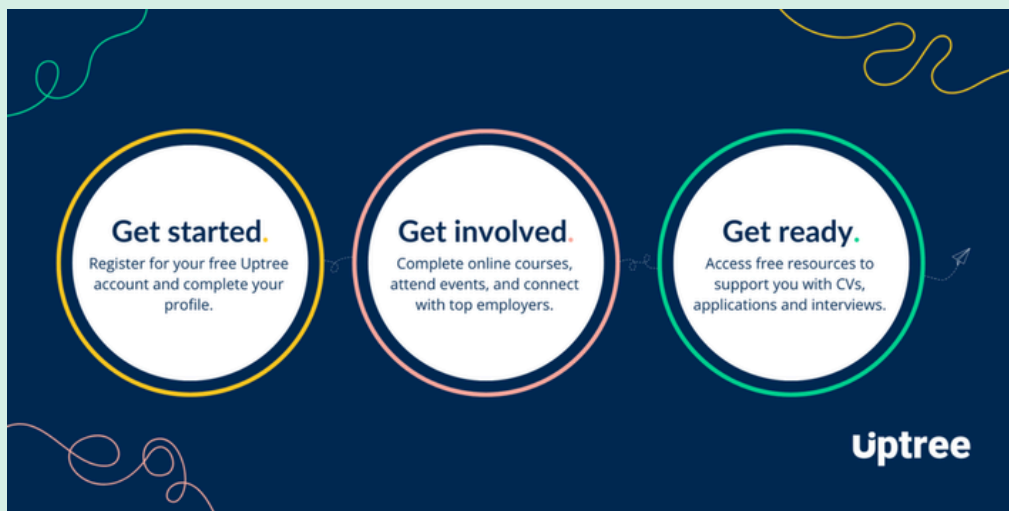 Get started.
Register for your free Uptree
account and complete your
profile.
Get involved.
Complete online courses,
attend events, and connect
with top employers.
Get ready.
Access free resources to
support you with CVs,
applications and interviews.
Uptree